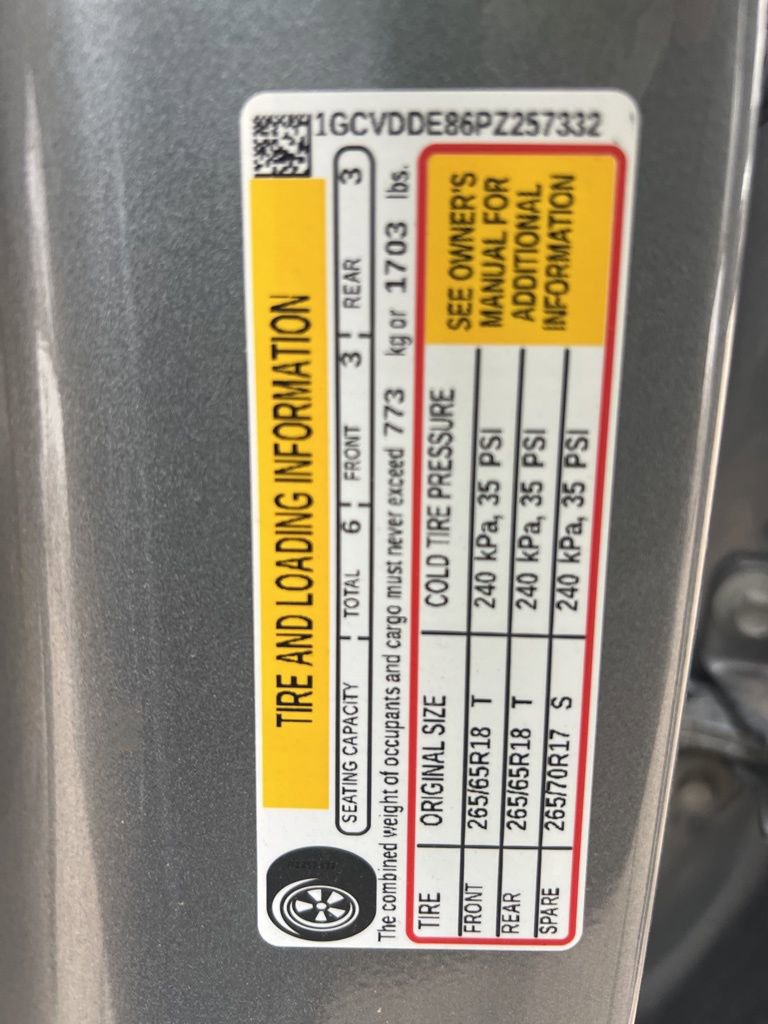 1GCVDDE86PZ257332
TIRE AND LOADING INFORMATION
SEATING CAPACITY TOTAL 6 FRONT 3 REAR 3
The combined weight of occupants and cargo must never exceed 773 kg or 1703 lbs.
TIRE ORIGINAL SIZE COLD TIRE PRESSURE
FRONT 265/65R18 T 240 kPa, 35 PSI
REAR 265/65R18 T 240 kPa, 35 PSI
SPARE 265/70R17 S 240 kPa, 35 PSI
SEE OWNER'S
MANUAL FOR
ADDITIONAL
INFORMATION